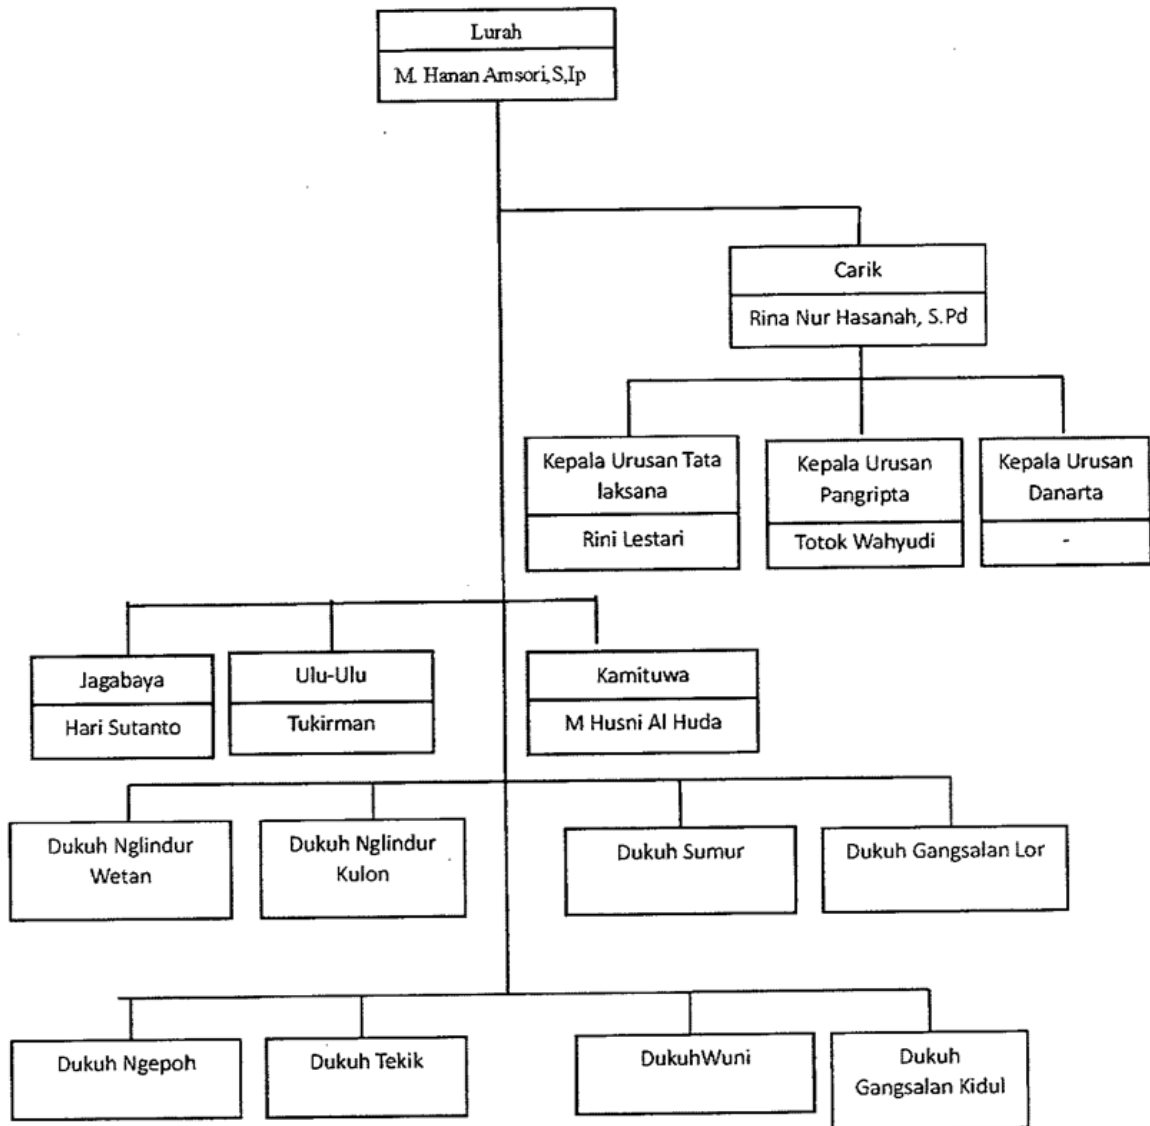 Lurah
M. Hanan Amsori,S,Ip
Carik
Rina Nur Hasanah, S.Pd
Kepala Urusan Tata
laksana
Rini Lestari
Kepala Urusan
Pangripta
Totok Wahyudi
Kepala Urusan
Danarta
-
Jagabaya
Hari Sutanto
Ulu-Ulu
Tukirman
Kamituwa
M Husni Al Huda
Dukuh Nglindur
Wetan
Dukuh Nglindur
Kulon
Dukuh Sumur
Dukuh Gangsalan Lor
Dukuh Ngepoh
Dukuh Tekik
DukuhWuni
Dukuh
Gangsalan Kidul